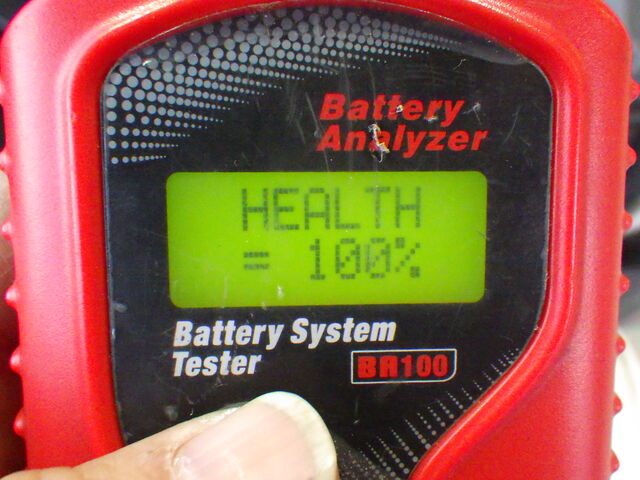 Battery
Analyzer
HEALTH
= 100%
Battery System
Tester
BA100